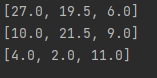 [27.0, 19.5, 6.0]
[10.0, 21.5, 9.0]
[4.0, 2.0, 11.0]